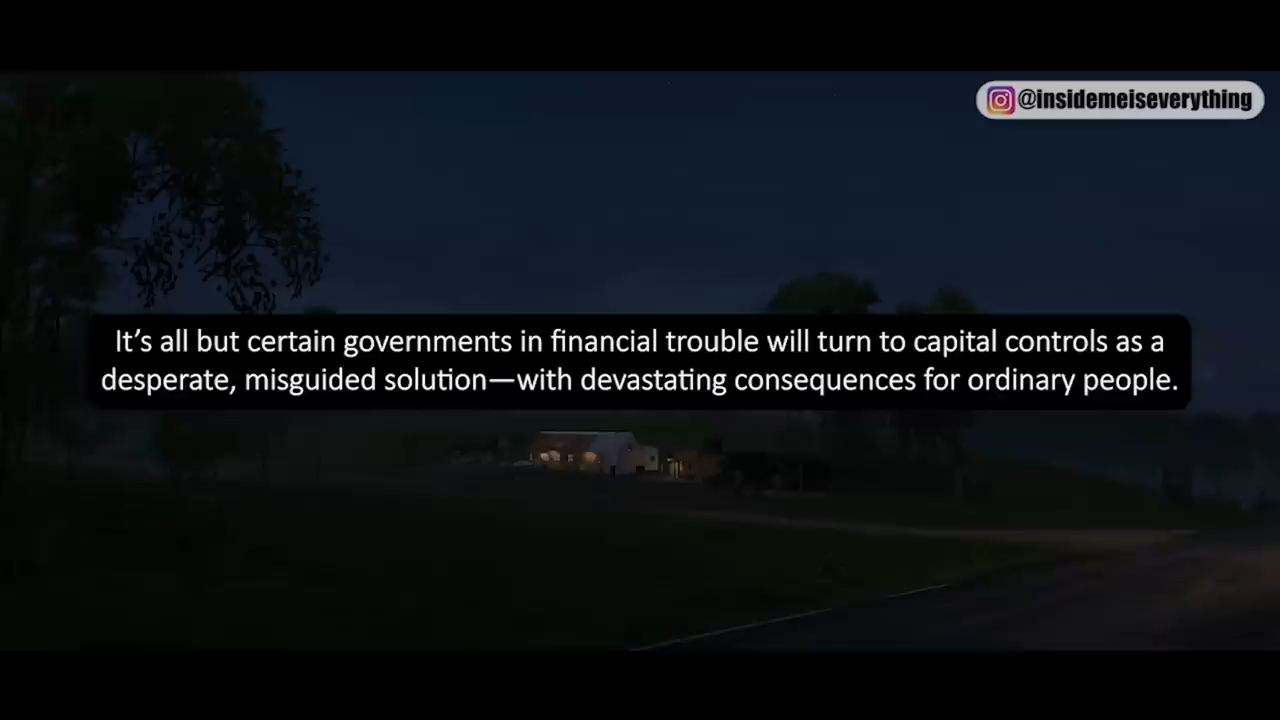 @insidemeiseverything
It’s all but certain governments in financial trouble will turn to capital controls as a
desperate, misguided solution—with devastating consequences for ordinary people.